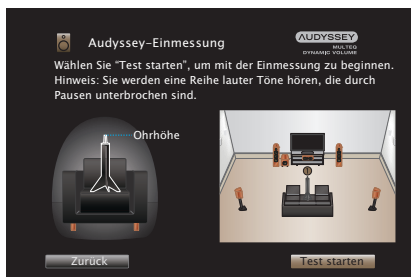 Audyssey-Einmessung
AUDYSSEY
MULTEQ
DYNAMIC VOLUME
Wählen Sie “Test starten”, um mit der Einmessung zu beginnen.
Hinweis: Sie werden eine Reihe lauter Töne hören, die durch
Pausen unterbrochen sind.
Ohrhöhe
Zurück
Test starten